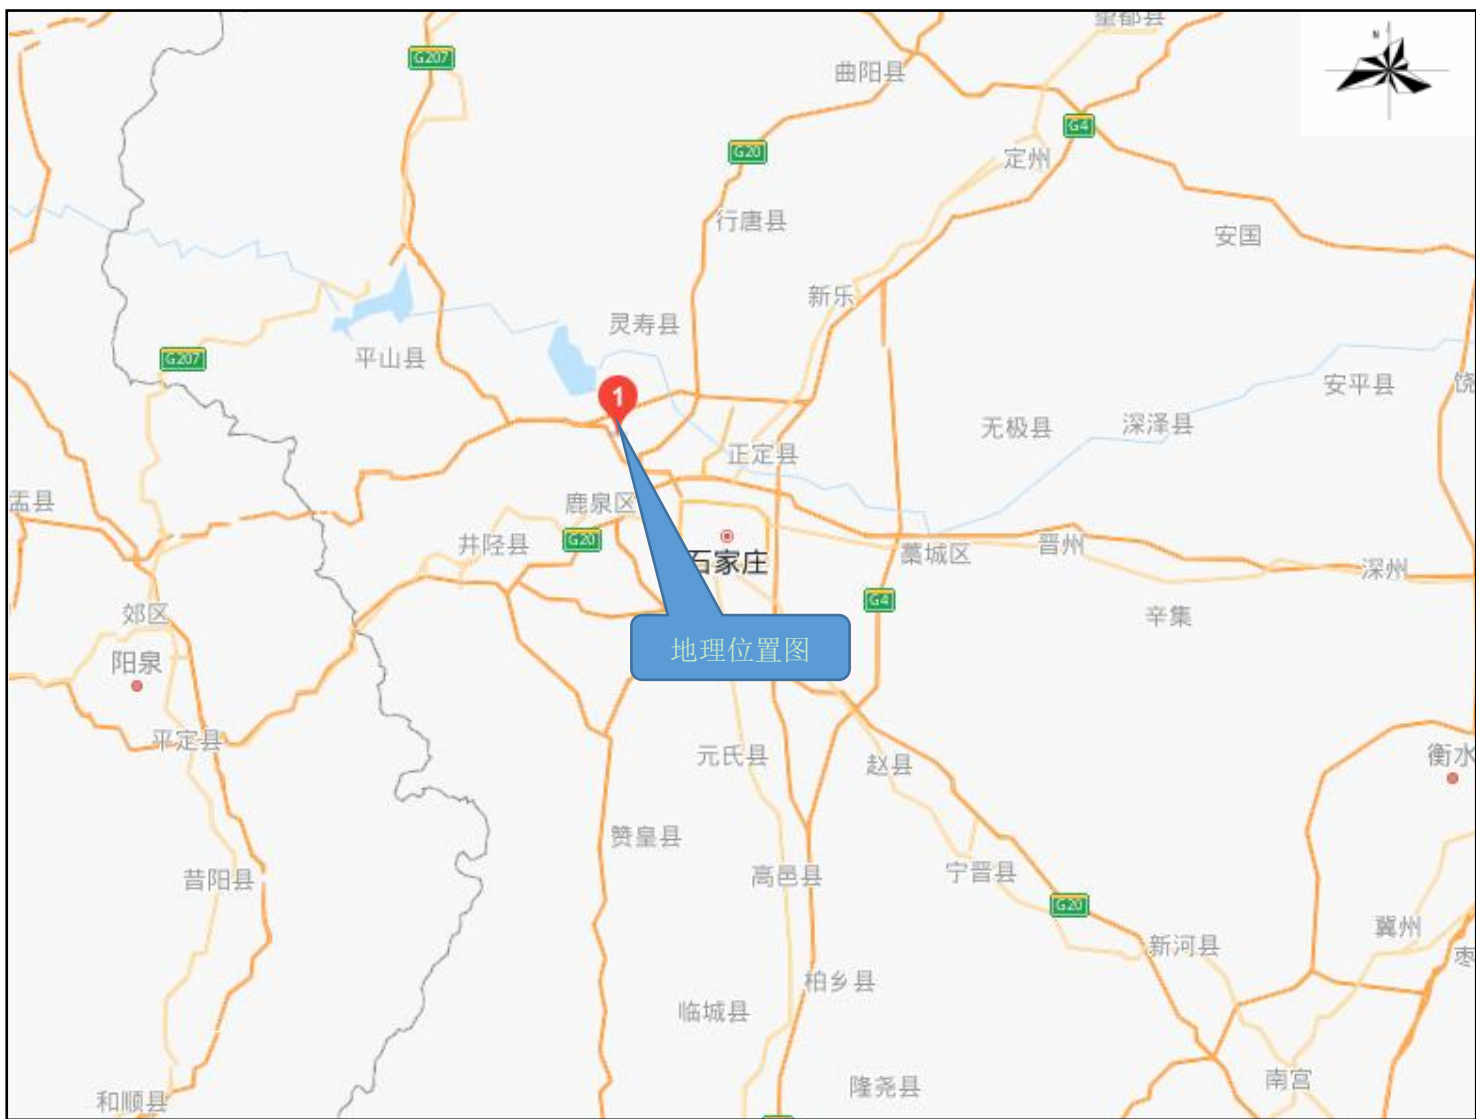 望都县
N
G207
曲阳县
G4
G20
定州
行唐县
安国
新乐
灵寿县
G207
平山县
安平县
饶
1
无极县
深泽县
正定县
盂县
鹿泉区
G20
井陉县
石家庄
藁城区
晋州
深州
G4
郊区
辛集
地理位置图
阳泉
平定县
元氏县
赵县
衡水
赞皇县
昔阳县
高邑县
宁晋县
G20
冀州
新河县
枣
柏乡县
临城县
南宫
隆尧县
和顺县